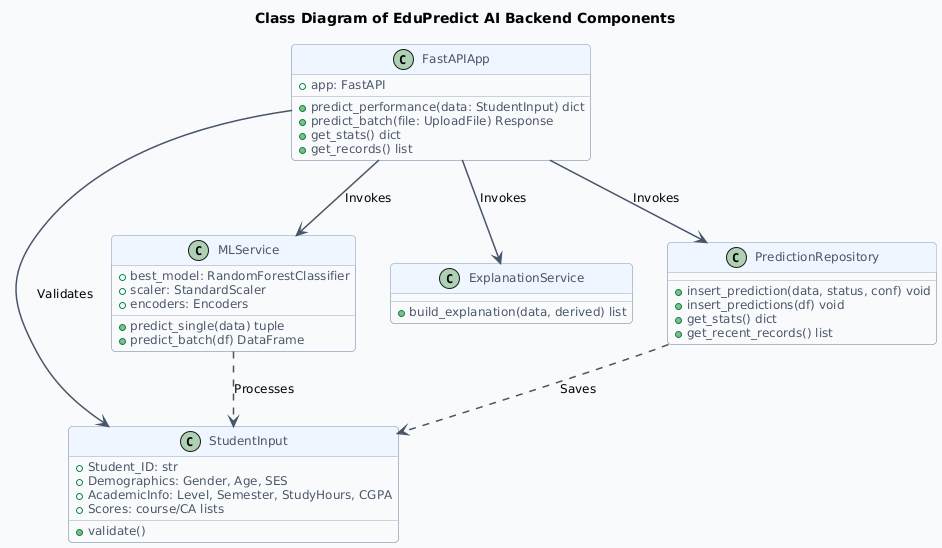 Class Diagram of EduPredict AI Backend Components
C FastAPIApp
app: FastAPI
predict_performance(data: StudentInput) dict
predict_batch(file: UploadFile) Response
get_stats() dict
get_records() list
Invokes
Invokes
Invokes
Validates
C MLService
best_model: RandomForestClassifier
scaler: StandardScaler
encoders: Encoders
predict_single(data) tuple
predict_batch(df) DataFrame
C ExplanationService
build_explanation(data, derived) list
C PredictionRepository
insert_prediction(data, status, conf) void
insert_predictions(df) void
get_stats() dict
get_recent_records() list
Processes
Saves
C StudentInput
Student_ID: str
Demographics: Gender, Age, SES
AcademicInfo: Level, Semester, StudyHours, CGPA
Scores: course/CA lists
validate()